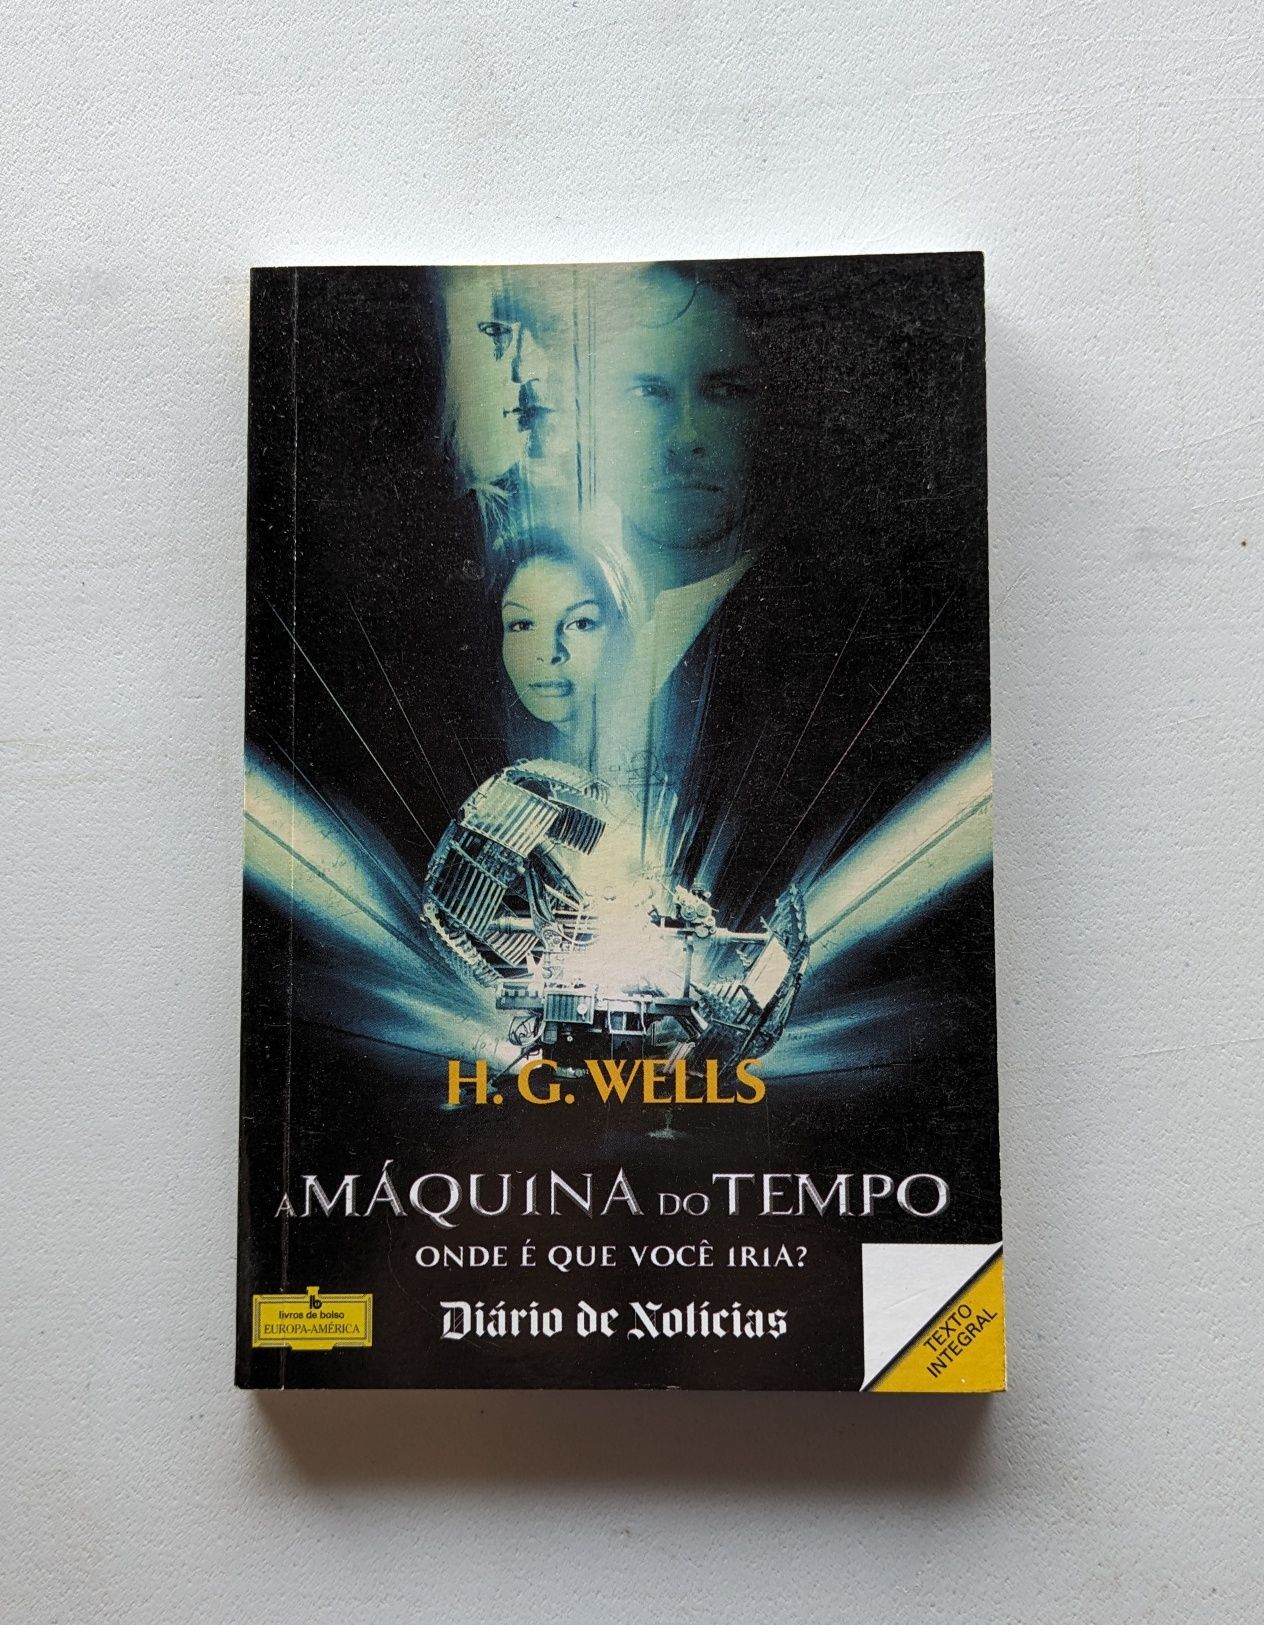 H. G. WELLS
A MÁQUINA DO TEMPO
ONDE É QUE VOCÊ IRIA?
Diário de Notícias
livros de bolso
EUROPA-AMÉRICA
TEXTO
INTEGRAL